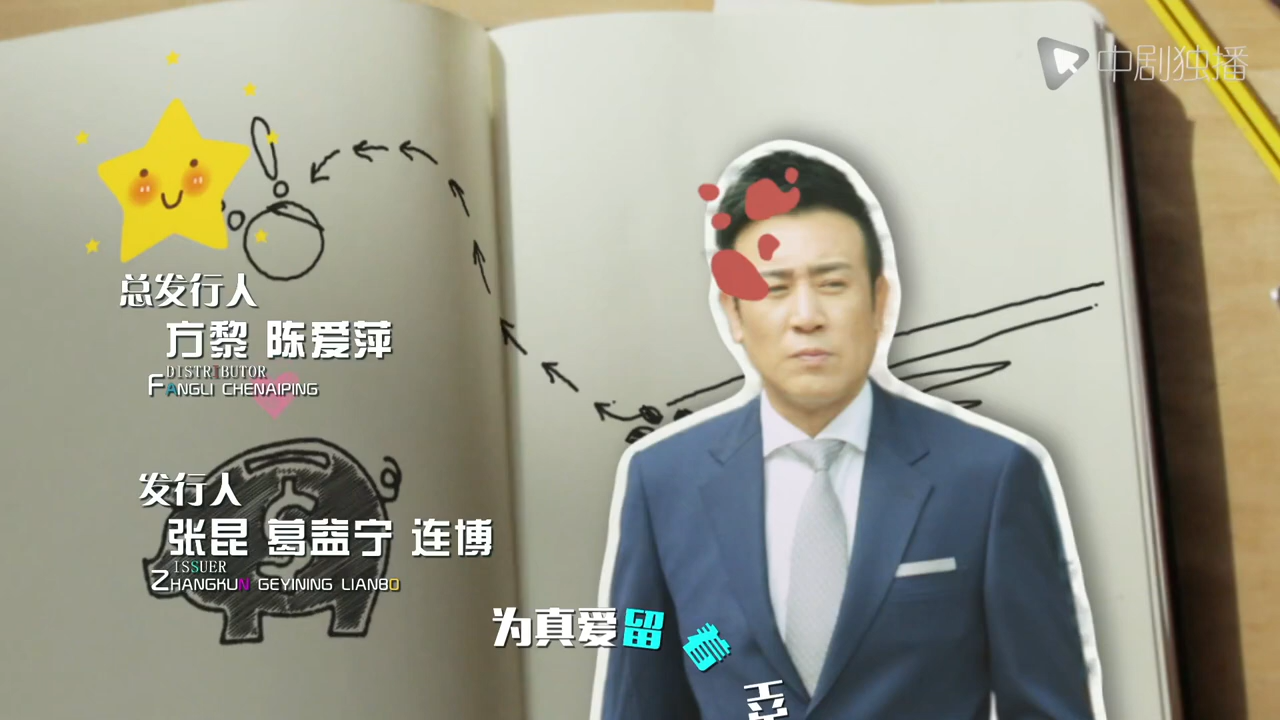 中剧独播
总发行人
方黎 陈爱萍
DISTRIBUTOR
FANGLI CHENAIPING
发行人
张昆 葛益宁 连博
ISSUER
ZHANGKUN GEYINING LIANBO
为真爱留着